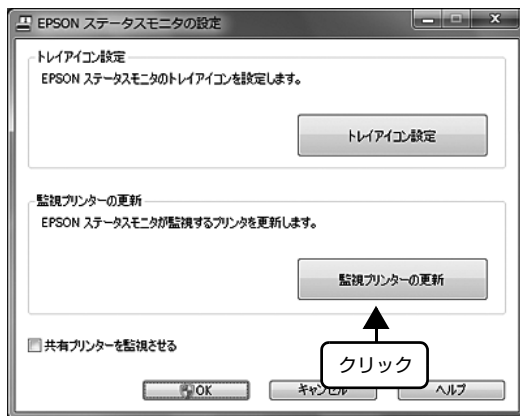 EPSON ステータスモニタの設定
トレイアイコン設定
EPSON ステータスモニタのトレイアイコンを設定します。
トレイアイコン設定
監視プリンターの更新
EPSON ステータスモニタが監視するプリンタを更新します。
監視プリンターの更新
共有プリンターを監視させる
クリック
OK
キャンセル
ヘルプ